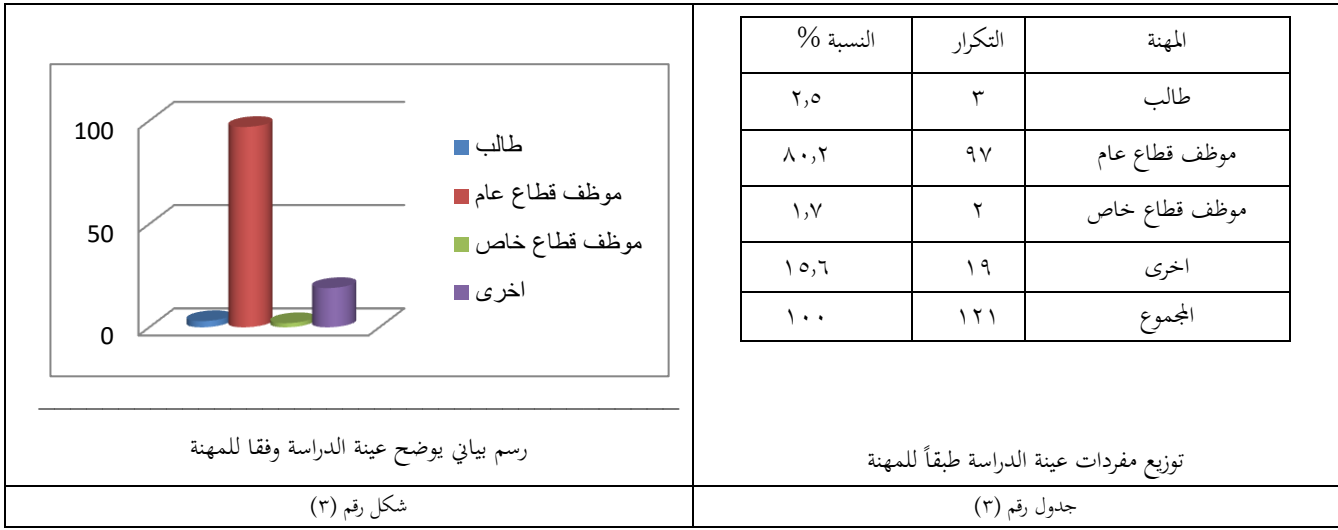 المهنة التكرار النسبة %
طالب ٣ ٢,٥
موظف قطاع عام ٩٧ ٨٠,٢
موظف قطاع خاص ٢ ١,٧
اخرى ١٩ ١٥,٦
المجموع ١٢١ ١٠٠
توزيع مفردات عينة الدراسة طبقاً للمهنة
جدول رقم (٣)
100
50
0
طالب
موظف قطاع عام
موظف قطاع خاص
اخرى
رسم بياني يوضح عينة الدراسة وفقا للمهنة
شكل رقم (٣)